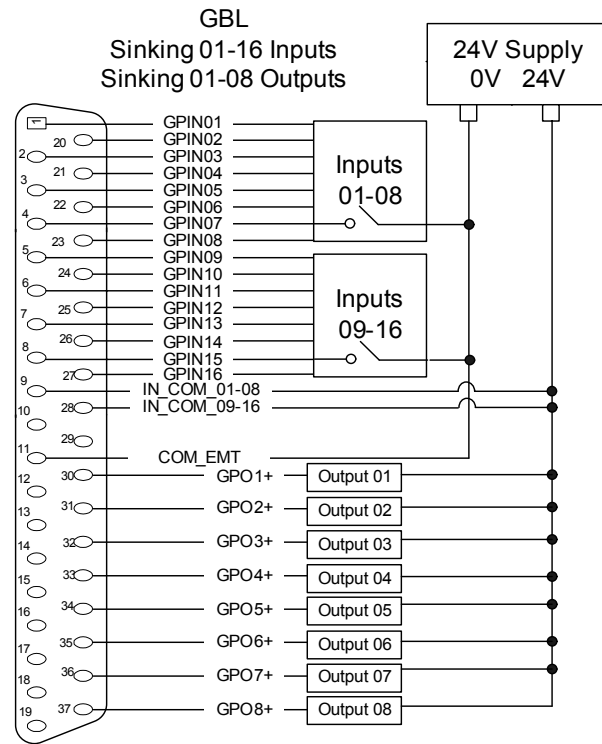 GBL
Sinking 01-16 Inputs
Sinking 01-08 Outputs
24V Supply
0V 24V
1 GPIN01
20 GPIN02
2 GPIN03
21 GPIN04
3 GPIN05
22 GPIN06
4 GPIN07
23 GPIN08
Inputs
01-08
5 GPIN09
24 GPIN10
6 GPIN11
25 GPIN12
7 GPIN13
26 GPIN14
8 GPIN15
27 GPIN16
Inputs
09-16
9 IN_COM_01-08
28 IN_COM_09-16
10
29
11 COM_EMT
30 GPO1+ Output 01
12
31 GPO2+ Output 02
13
32 GPO3+ Output 03
14
33 GPO4+ Output 04
15
34 GPO5+ Output 05
16
35 GPO6+ Output 06
17
36 GPO7+ Output 07
18
37 GPO8+ Output 08
19